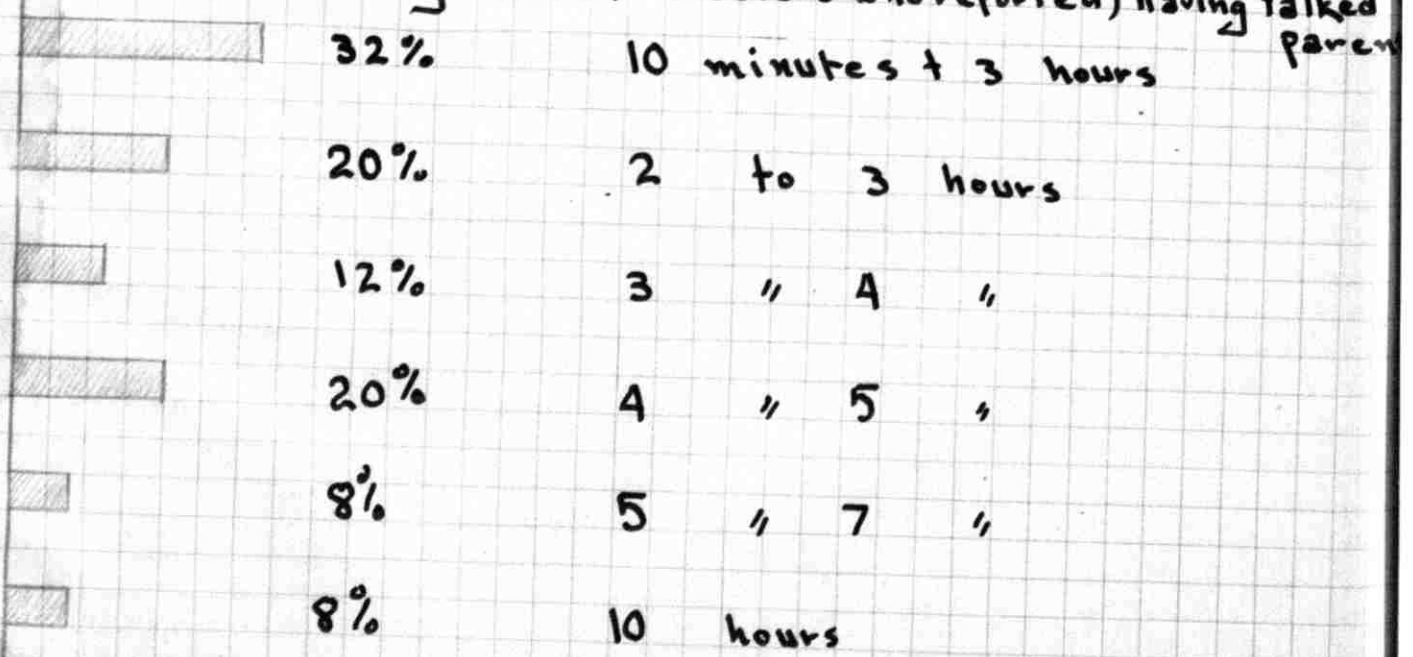 having talked
32% 10 minutes + 3 hours
20% 2 to 3 hours
12% 3 " 4 "
20% 4 " 5 "
8% 5 " 7 "
8% 10 hours